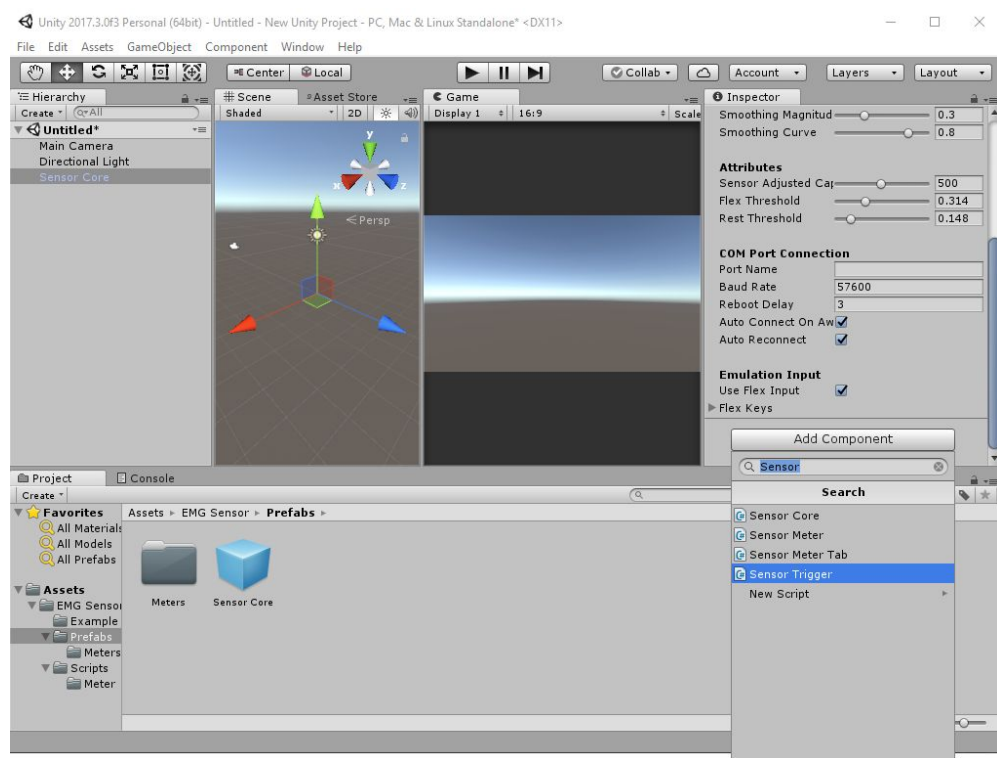 Unity 2017.3.0f3 Personal (64bit) - Untitled - New Unity Project - PC, Mac & Linux Standalone* <DX11>
File Edit Assets GameObject Component Window Help
Center Local Collab Account Layers Layout
Hierarchy
Create All
Untitled*
Main Camera
Directional Light
Sensor Core
Scene Asset Store
Shaded 2D
y
x z
Persp
Game
Display 1 16:9 Scale
Inspector
Smoothing Magnitud 0.3
Smoothing Curve 0.8
Attributes
Sensor Adjusted Cap 500
Flex Threshold 0.314
Rest Threshold 0.148
COM Port Connection
Port Name
Baud Rate 57600
Reboot Delay 3
Auto Connect On Aw
Auto Reconnect
Emulation Input
Use Flex Input
Flex Keys
Add Component
Sensor
Search
Sensor Core
Sensor Meter
Sensor Meter Tab
Sensor Trigger
New Script
Project Console
Create
Favorites
All Materials
All Models
All Prefabs
Assets
EMG Sensor
Example
Prefabs
Meters
Scripts
Meter
Assets EMG Sensor Prefabs
Meters Sensor Core